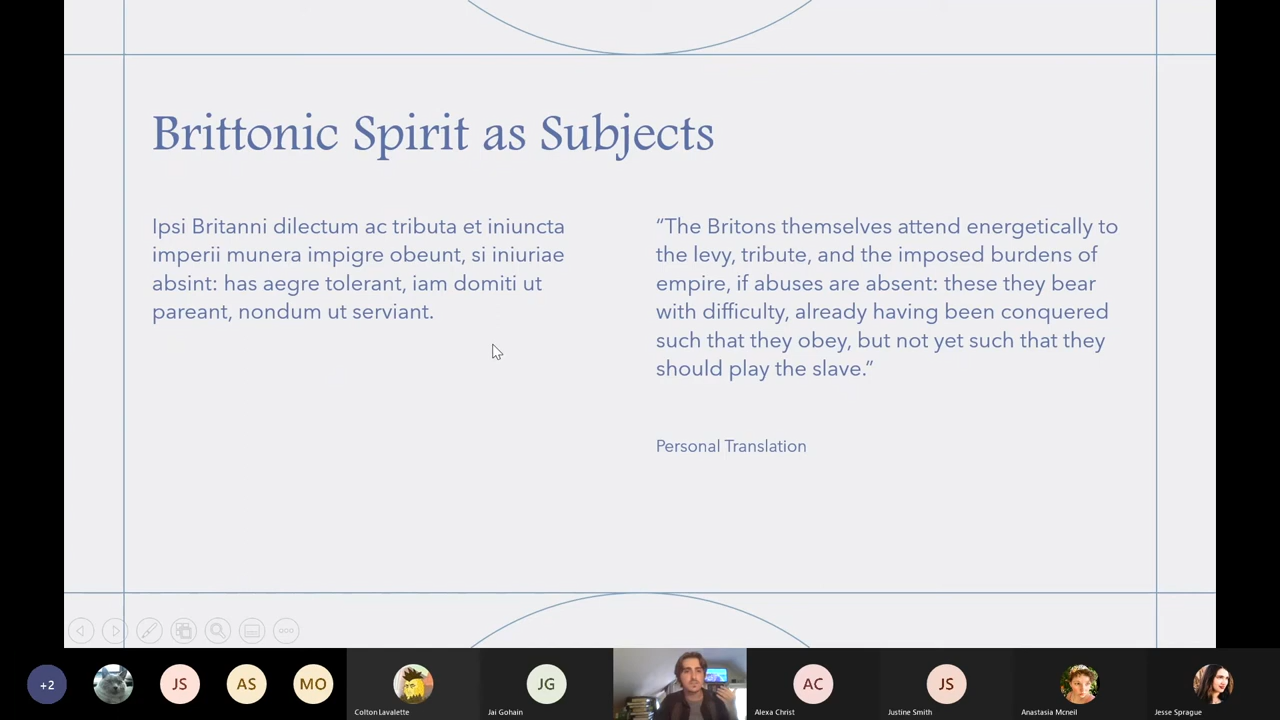 Brittonic Spirit as Subjects
Ipsi Britanni dilectum ac tributa et iniuncta
imperii munera impigre obeunt, si iniuriae
absint: has aegre tolerant, iam domiti ut
pareant, nondum ut serviant.
“The Britons themselves attend energetically to
the levy, tribute, and the imposed burdens of
empire, if abuses are absent: these they bear
with difficulty, already having been conquered
such that they obey, but not yet such that they
should play the slave.”
Personal Translation
+2
JS
AS
MO
Colton Lavalette
JG
Jai Gohain
AC
Alexa Christ
JS
Justine Smith
Anastasia Mcneil
Jesse Sprague